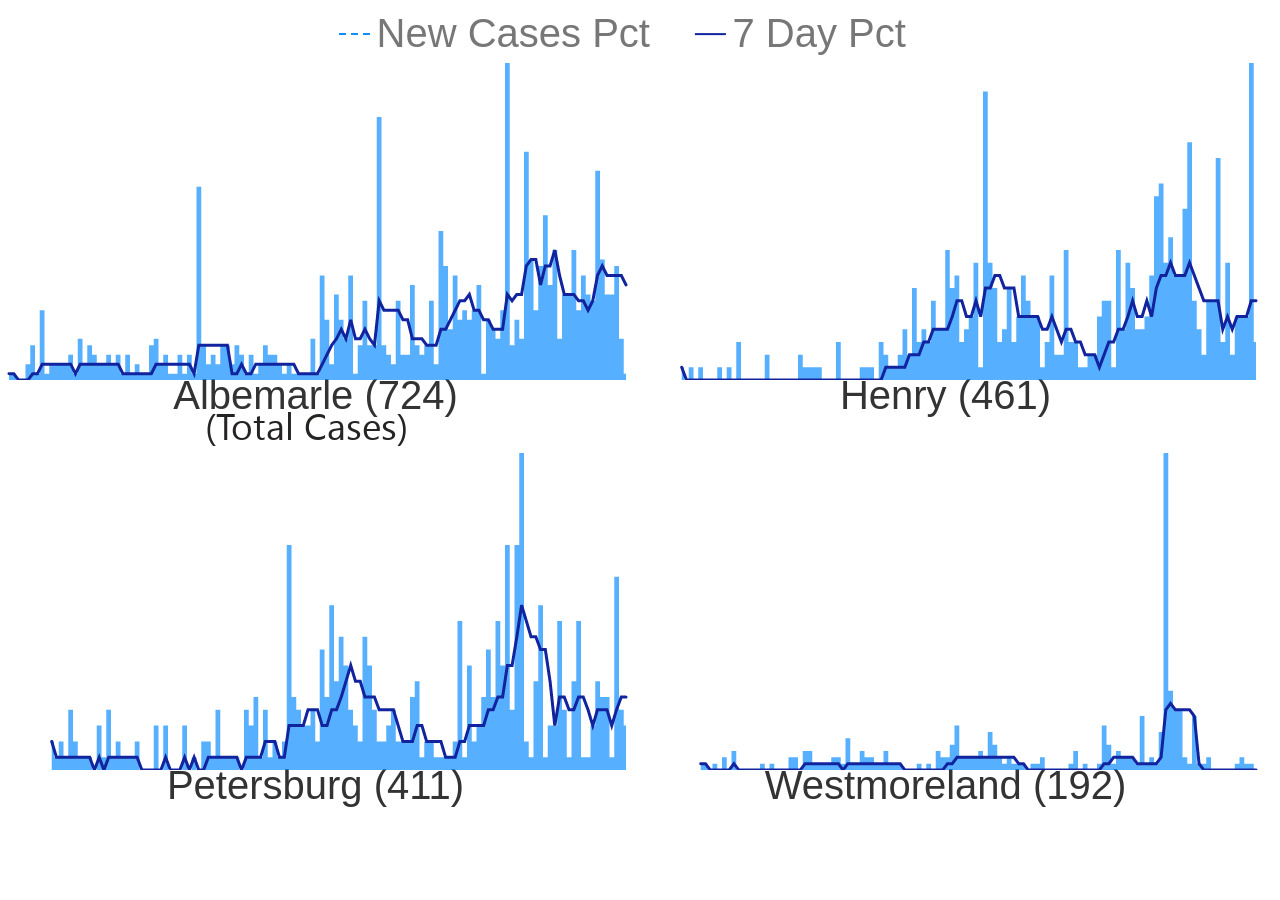 New Cases Pct 7 Day Pct
Albemarle (724) Henry (461)
(Total Cases)
Petersburg (411) Westmoreland (192)